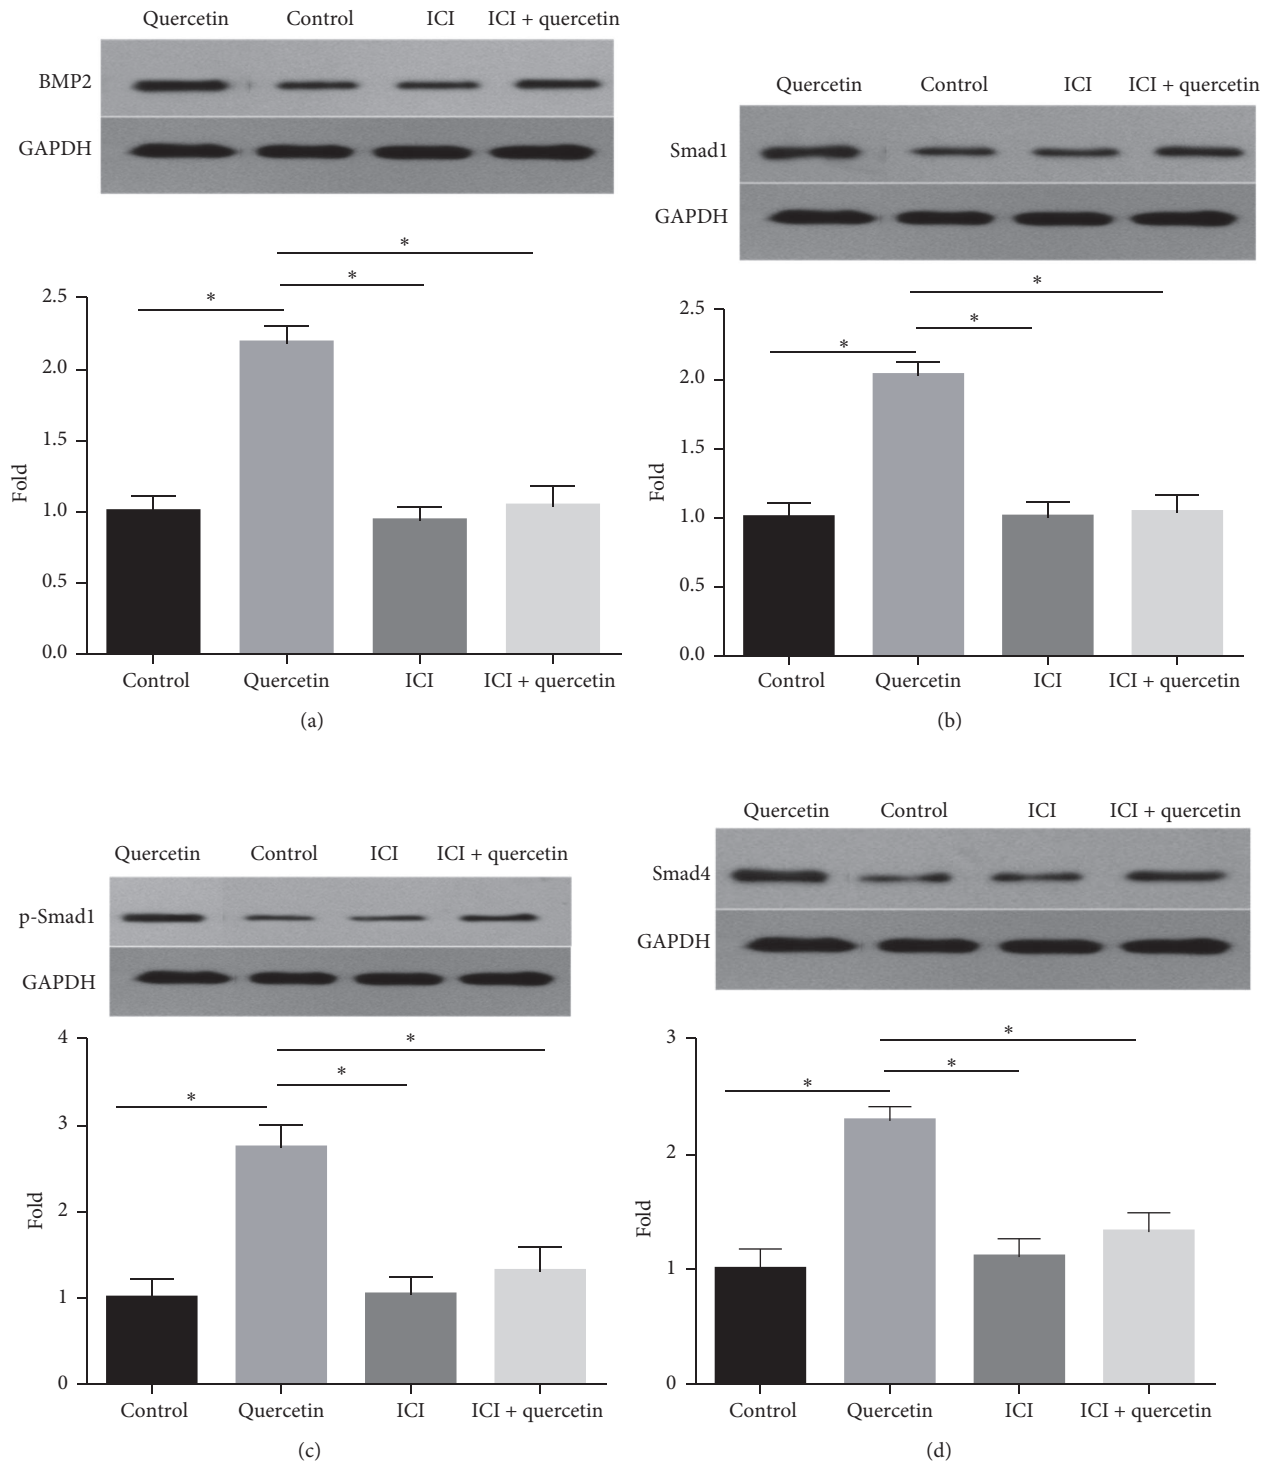 Quercetin Control ICI ICI + quercetin
BMP2
GAPDH
* * *
2.5
2.0
1.5
1.0
0.5
0.0
Fold
Control Quercetin ICI ICI + quercetin
(a)
Quercetin Control ICI ICI + quercetin
Smad1
GAPDH
* * *
2.5
2.0
1.5
1.0
0.5
0.0
Fold
Control Quercetin ICI ICI + quercetin
(b)
Quercetin Control ICI ICI + quercetin
p-Smad1
GAPDH
* * *
4
3
2
1
0
Fold
Control Quercetin ICI ICI + quercetin
(c)
Quercetin Control ICI ICI + quercetin
Smad4
GAPDH
* * *
3
2
1
0
Fold
Control Quercetin ICI ICI + quercetin
(d)